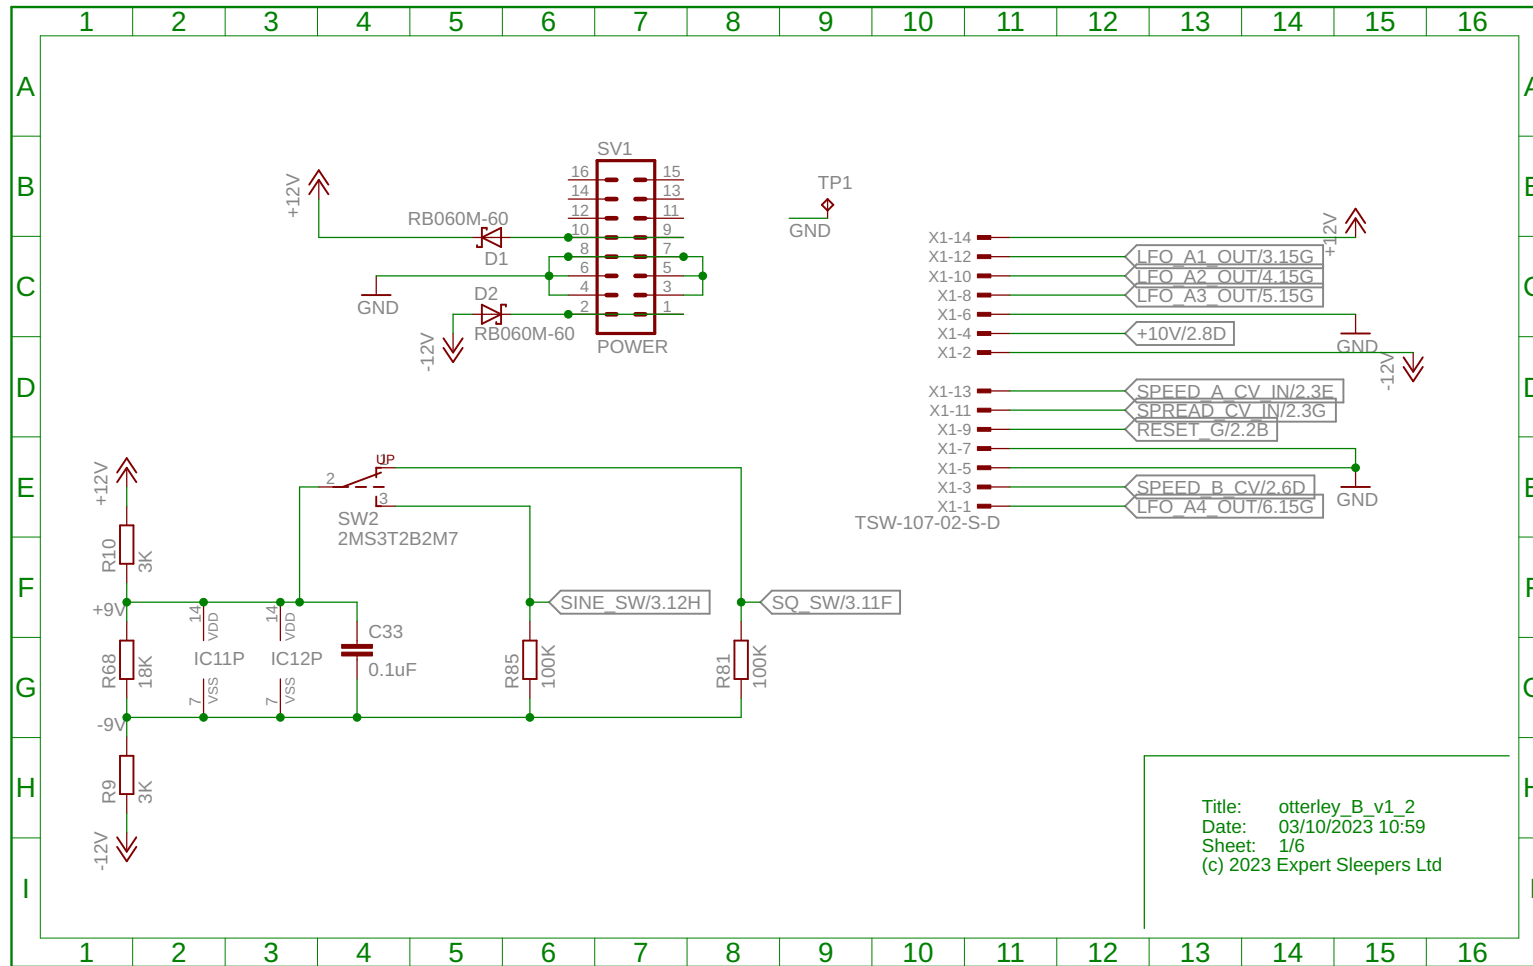 1 2 3 4 5 6 7 8 9 10 11 12 13 14 15 16
A
B
C
D
E
F
G
H
I
SV1
16 15
14 13
12 11
10 9
8 7
6 5
4 3
2 1
POWER
+12V
RB060M-60
D1
GND
D2
RB060M-60
-12V
TP1
GND
X1-14
+12V
X1-12 LFO_A1_OUT/3.15G
X1-10 LFO_A2_OUT/4.15G
X1-8 LFO_A3_OUT/5.15G
X1-6
X1-4 +10V/2.8D
GND
X1-2
-12V
X1-13 SPEED_A_CV_IN/2.3E
X1-11 SPREAD_CV_IN/2.3G
X1-9 RESET_G/2.2B
X1-7
X1-5
X1-3 SPEED_B_CV/2.6D
GND
X1-1 LFO_A4_OUT/6.15G
TSW-107-02-S-D
UP
1
2
3
SW2
2MS3T2B2M7
+12V
R10
3K
+9V
14
VDD
14
VDD
SINE_SW/3.12H
SQ_SW/3.11F
R68
18K
IC11P
IC12P
C33
0.1uF
R85
100K
R81
100K
7
VSS
7
VSS
-9V
R9
3K
-12V
Title: otterley_B_v1_2
Date: 03/10/2023 10:59
Sheet: 1/6
(c) 2023 Expert Sleepers Ltd
1 2 3 4 5 6 7 8 9 10 11 12 13 14 15 16